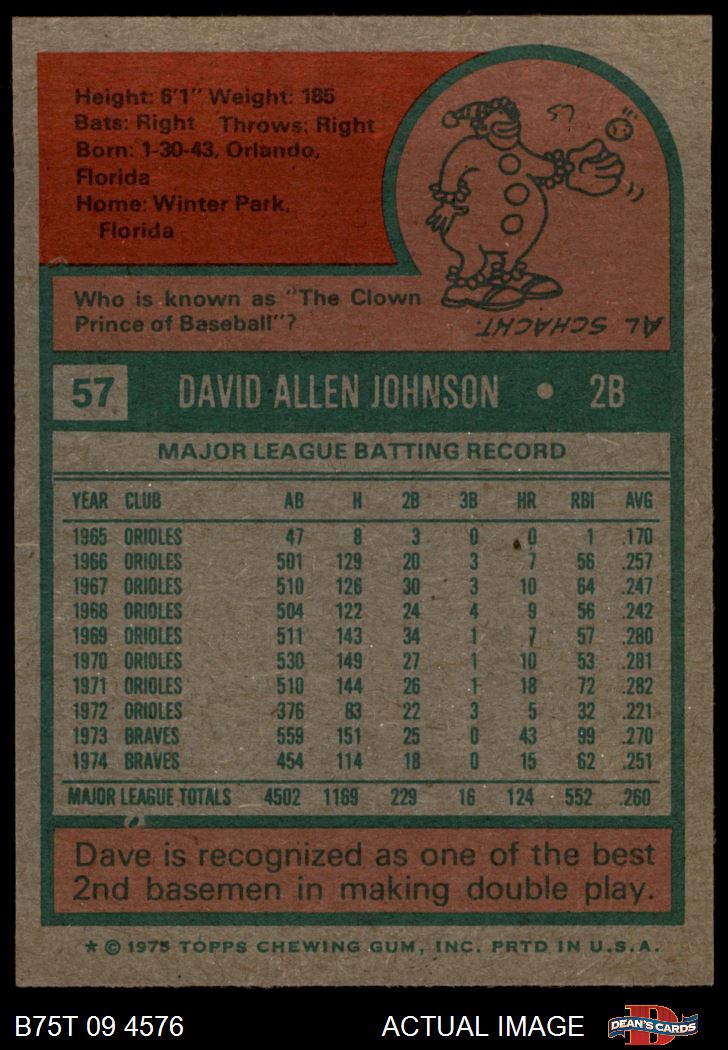 Height: 6'1" Weight: 185
Bats: Right Throws: Right
Born: 1-30-43, Orlando,
Florida
Home: Winter Park,
Florida
57
Who is known as "The Clown
Prince of Baseball"?
AL SCHACHT.
57 DAVID ALLEN JOHNSON • 2B
MAJOR LEAGUE BATTING RECORD
YEAR CLUB AB H 2B 3B HR RBI AVG
1965 ORIOLES 47 8 3 0 0 1 .170
1966 ORIOLES 501 129 20 3 7 56 .257
1967 ORIOLES 510 126 30 3 10 64 .247
1968 ORIOLES 504 122 24 4 9 56 .242
1969 ORIOLES 511 143 34 1 7 57 .280
1970 ORIOLES 530 149 27 1 10 53 .281
1971 ORIOLES 510 144 26 1 18 72 .282
1972 ORIOLES 376 83 22 3 5 32 .221
1973 BRAVES 559 151 25 0 43 99 .270
1974 BRAVES 454 114 18 0 15 62 .251
MAJOR LEAGUE TOTALS 4502 1169 229 16 124 552 .260
Dave is recognized as one of the best
2nd basemen in making double play.
* © 1975 TOPPS CHEWING GUM, INC. PRTD IN U.S.A.
B75T 09 4576 ACTUAL IMAGE
DEAN'S CARDS